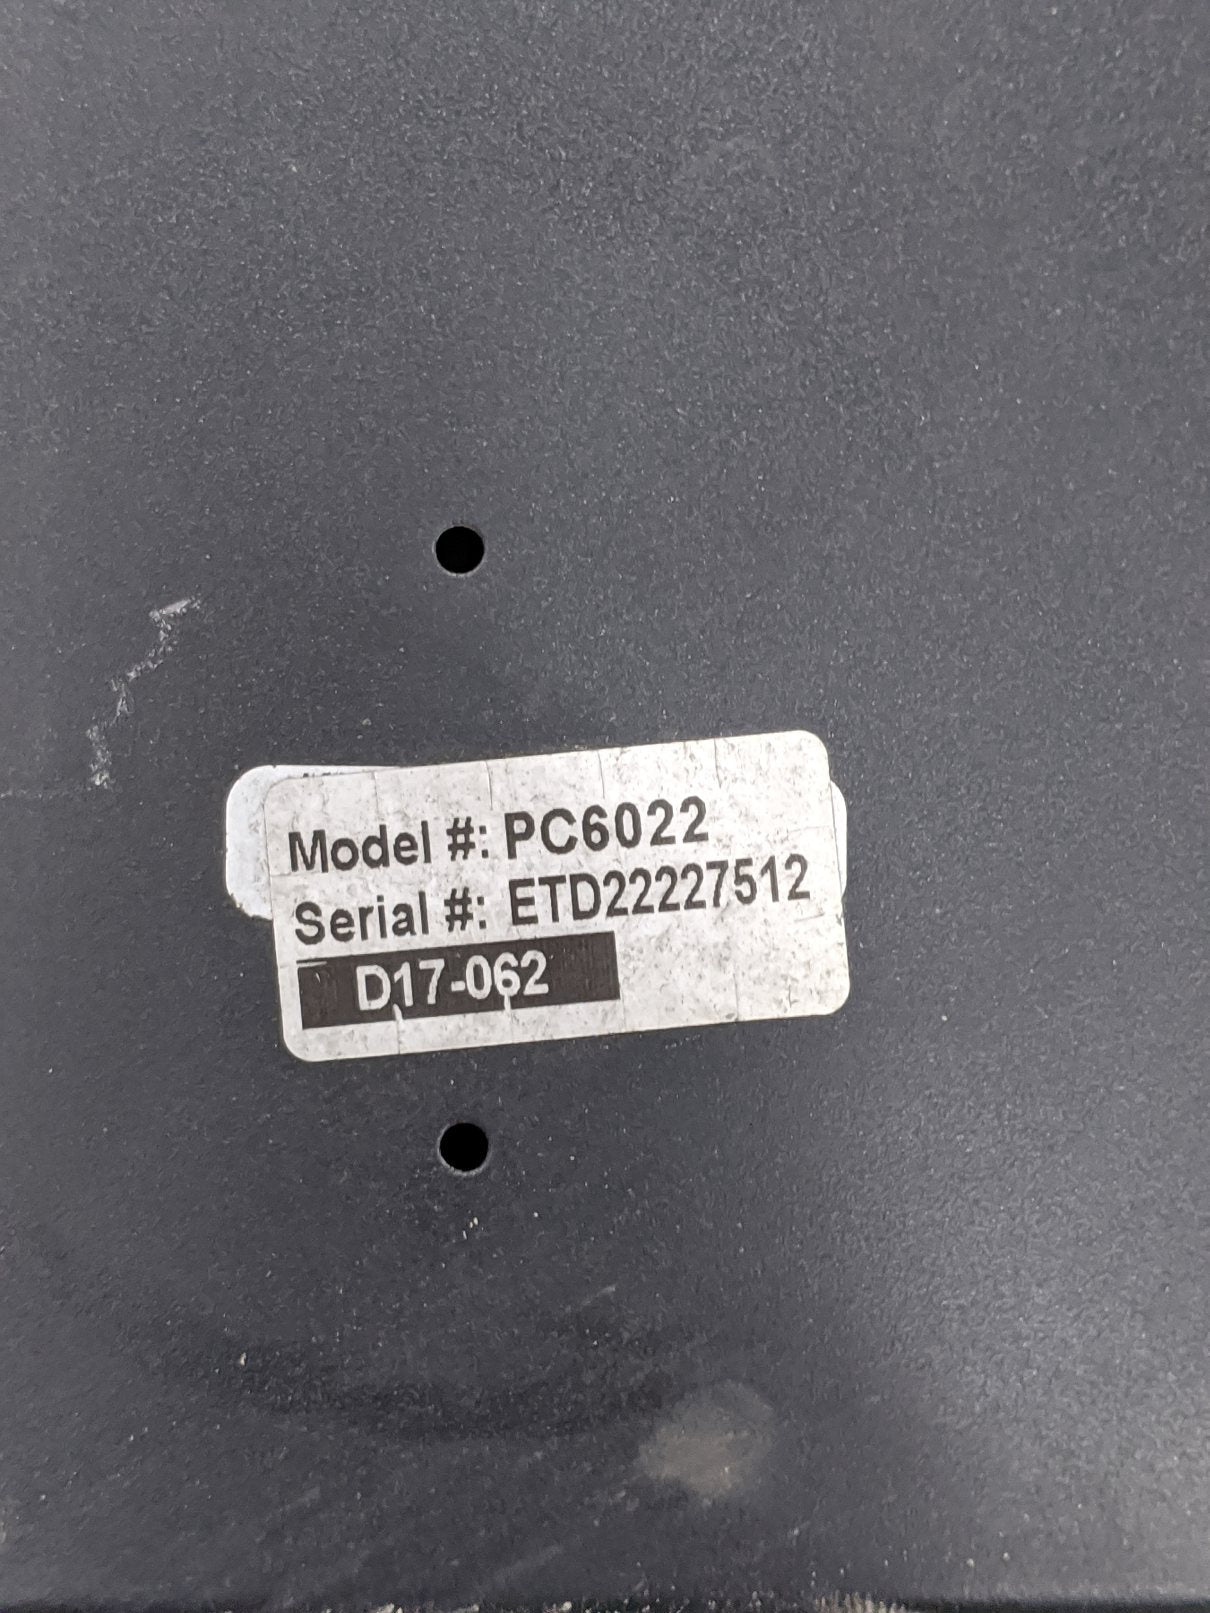 Model #: PC6022
Serial #: ETD22227512
D17-062